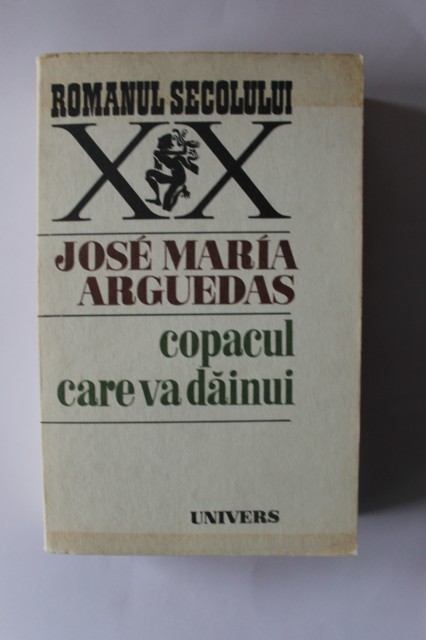 ROMANUL SECOLULUI
XX
JOSÉ MARÍA
ARGUEDAS
copacul
care va dăinui
UNIVERS